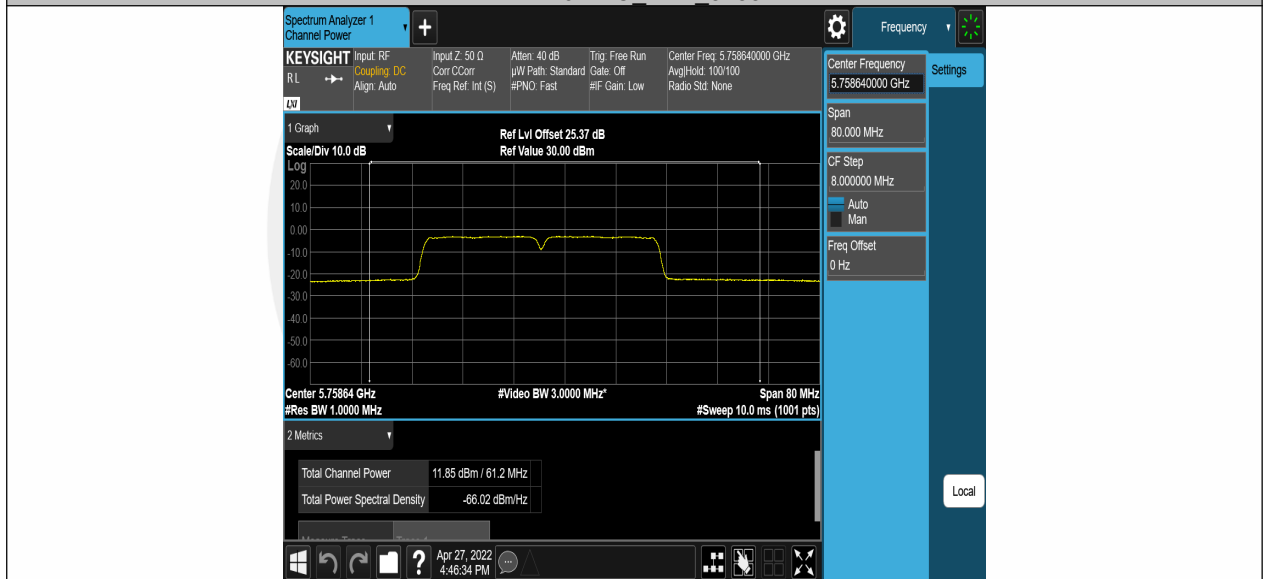 Spectrum Analyzer 1
Channel Power
+
Frequency
KEYSIGHT
RL
LXI
Input: RF
Coupling: DC
Align: Auto
Input Z: 50 Ω
Corr CCorr
Freq Ref: Int (S)
Atten: 40 dB
µW Path: Standard
#PNO: Fast
Trig: Free Run
Gate: Off
#IF Gain: Low
Center Freq: 5.758640000 GHz
Avg|Hold: 100/100
Radio Std: None
Center Frequency
5.758640000 GHz
Settings
Span
80.000 MHz
CF Step
8.000000 MHz
Auto
Man
Freq Offset
0 Hz
Local
1 Graph
Scale/Div 10.0 dB
Ref Lvl Offset 25.37 dB
Ref Value 30.00 dBm
Log
20.0
10.0
0.00
-10.0
-20.0
-30.0
-40.0
-50.0
-60.0
Center 5.75864 GHz
#Video BW 3.0000 MHz*
Span 80 MHz
#Res BW 1.0000 MHz
#Sweep 10.0 ms (1001 pts)
2 Metrics
Total Channel Power 11.85 dBm / 61.2 MHz
Total Power Spectral Density -66.02 dBm/Hz
?
Apr 27, 2022
4:46:34 PM